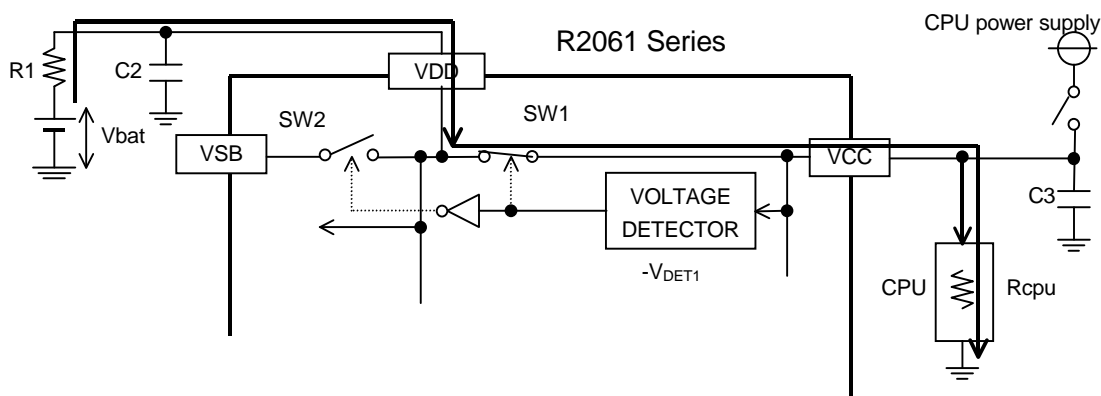 CPU power supply
R2061 Series
R1
C2
VDD
Vbat
SW2
SW1
VSB
VCC
VOLTAGE
DETECTOR
-VDET1
C3
CPU
Rcpu